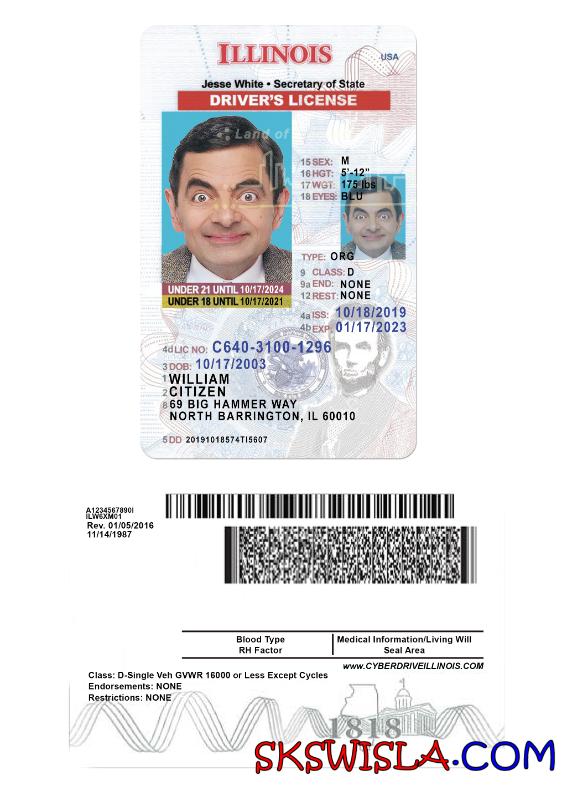 ILLINOIS
USA
Jesse White • Secretary of State
DRIVER'S LICENSE
Land of
15 SEX: M
16 HGT: 5'-12"
17 WGT: 175 lbs
18 EYES: BLU
TYPE: ORG
9 CLASS: D
9a END: NONE
12 REST: NONE
UNDER 21 UNTIL 10/17/2024
UNDER 18 UNTIL 10/17/2021
4a ISS: 10/18/2019
4b EXP: 01/17/2023
4d LIC NO: C640-3100-1296
3 DOB: 10/17/2003
1 WILLIAM
2 CITIZEN
8 69 BIG HAMMER WAY
NORTH BARRINGTON, IL 60010
5 DD 20191018574TI5607
A1234567890I
ILW6XM01
Rev. 01/05/2016
11/14/1987
Blood Type
RH Factor
Medical Information/Living Will
Seal Area
www.CYBERDRIVEILLINOIS.COM
Class: D-Single Veh GVWR 16000 or Less Except Cycles
Endorsements: NONE
Restrictions: NONE
1818
SKSWISLA.COM